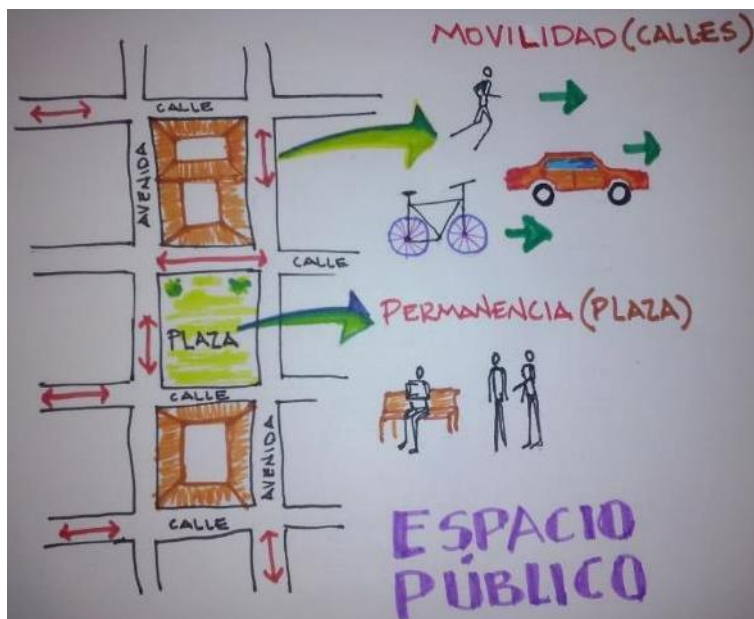 MOVILIDAD (CALLES)
CALLE
AVENIDA
CALLE
PLAZA
PERMANENCIA (PLAZA)
CALLE
AVENIDA
CALLE
ESPACIO
PÚBLICO